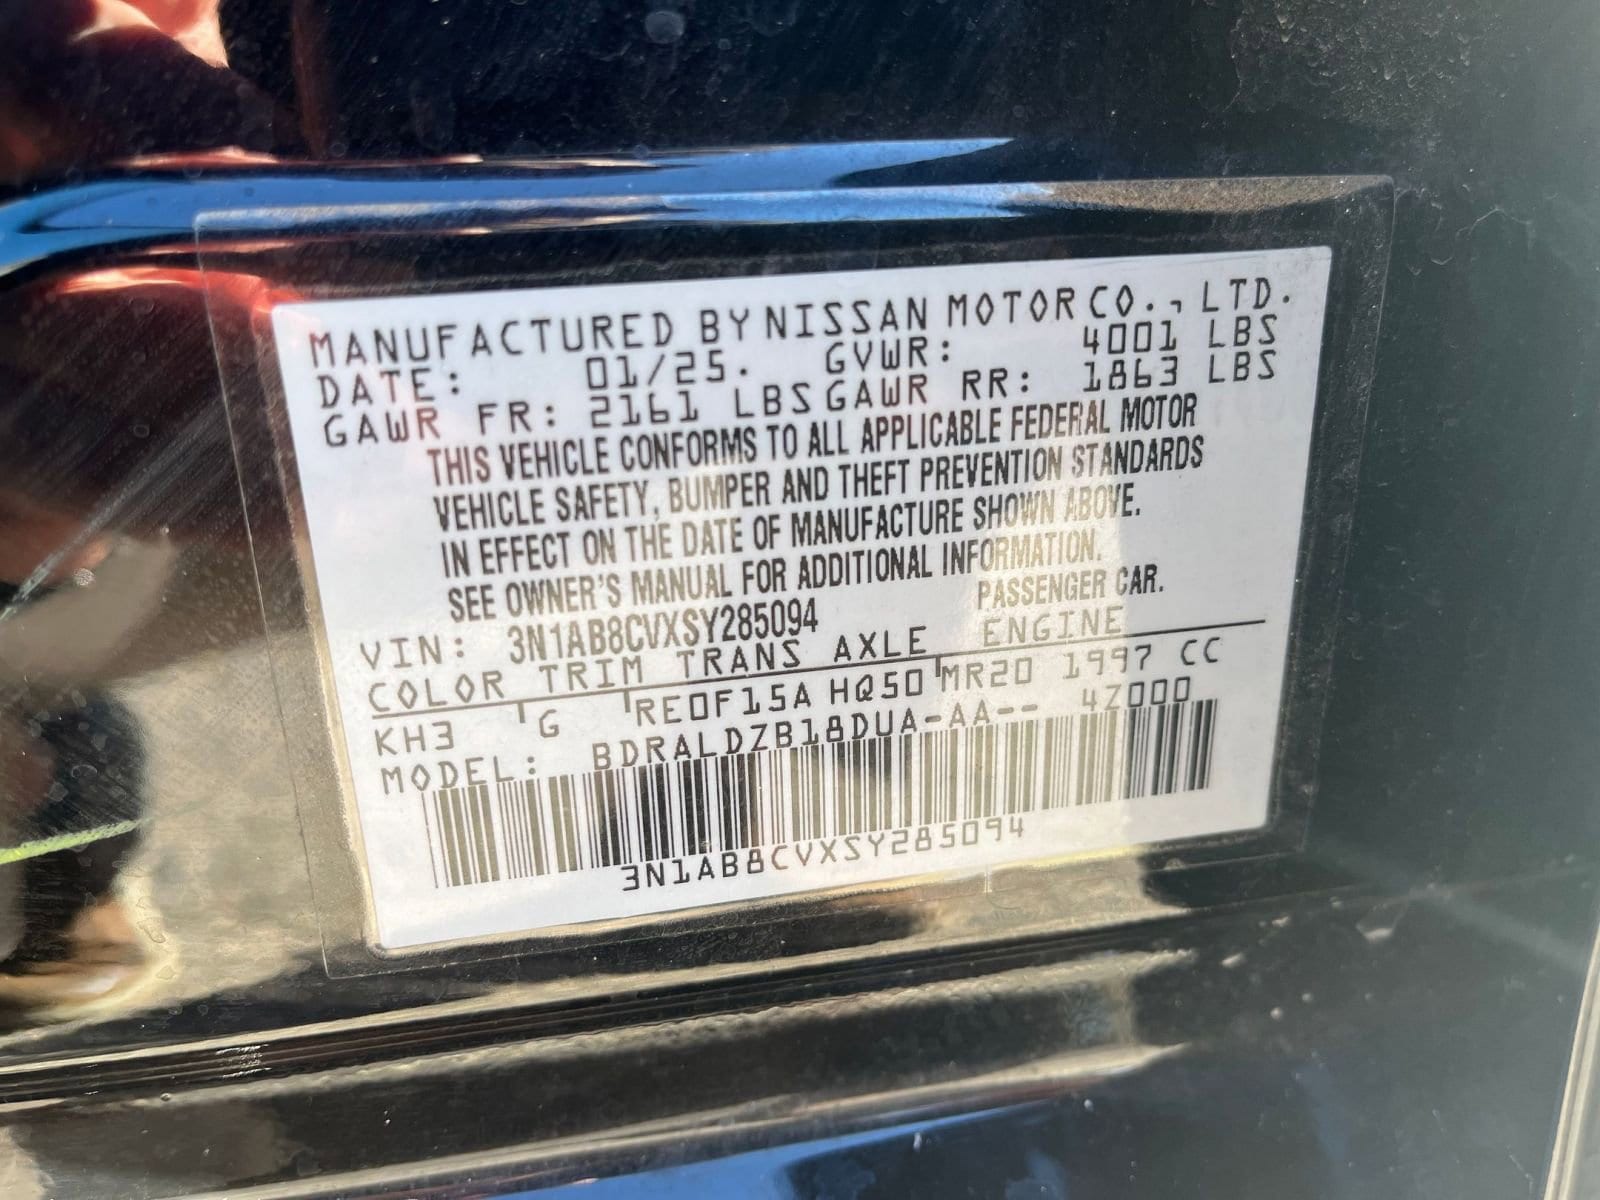 MANUFACTURED BY NISSAN MOTOR CO., LTD.
DATE: 01/25. GVWR: 4001 LBS
GAWR FR: 2161 LBS GAWR RR: 1863 LBS
THIS VEHICLE CONFORMS TO ALL APPLICABLE FEDERAL MOTOR
VEHICLE SAFETY, BUMPER AND THEFT PREVENTION STANDARDS
IN EFFECT ON THE DATE OF MANUFACTURE SHOWN ABOVE.
SEE OWNER'S MANUAL FOR ADDITIONAL INFORMATION.
VIN: 3N1AB8CVXSY285094 PASSENGER CAR.
COLOR TRIM TRANS AXLE ENGINE
KH3 G RE0F15A HQ50 MR20 1997 CC
MODEL: BDRALDZB18DUA-AA-- 4Z000
3N1AB8CVXSY285094